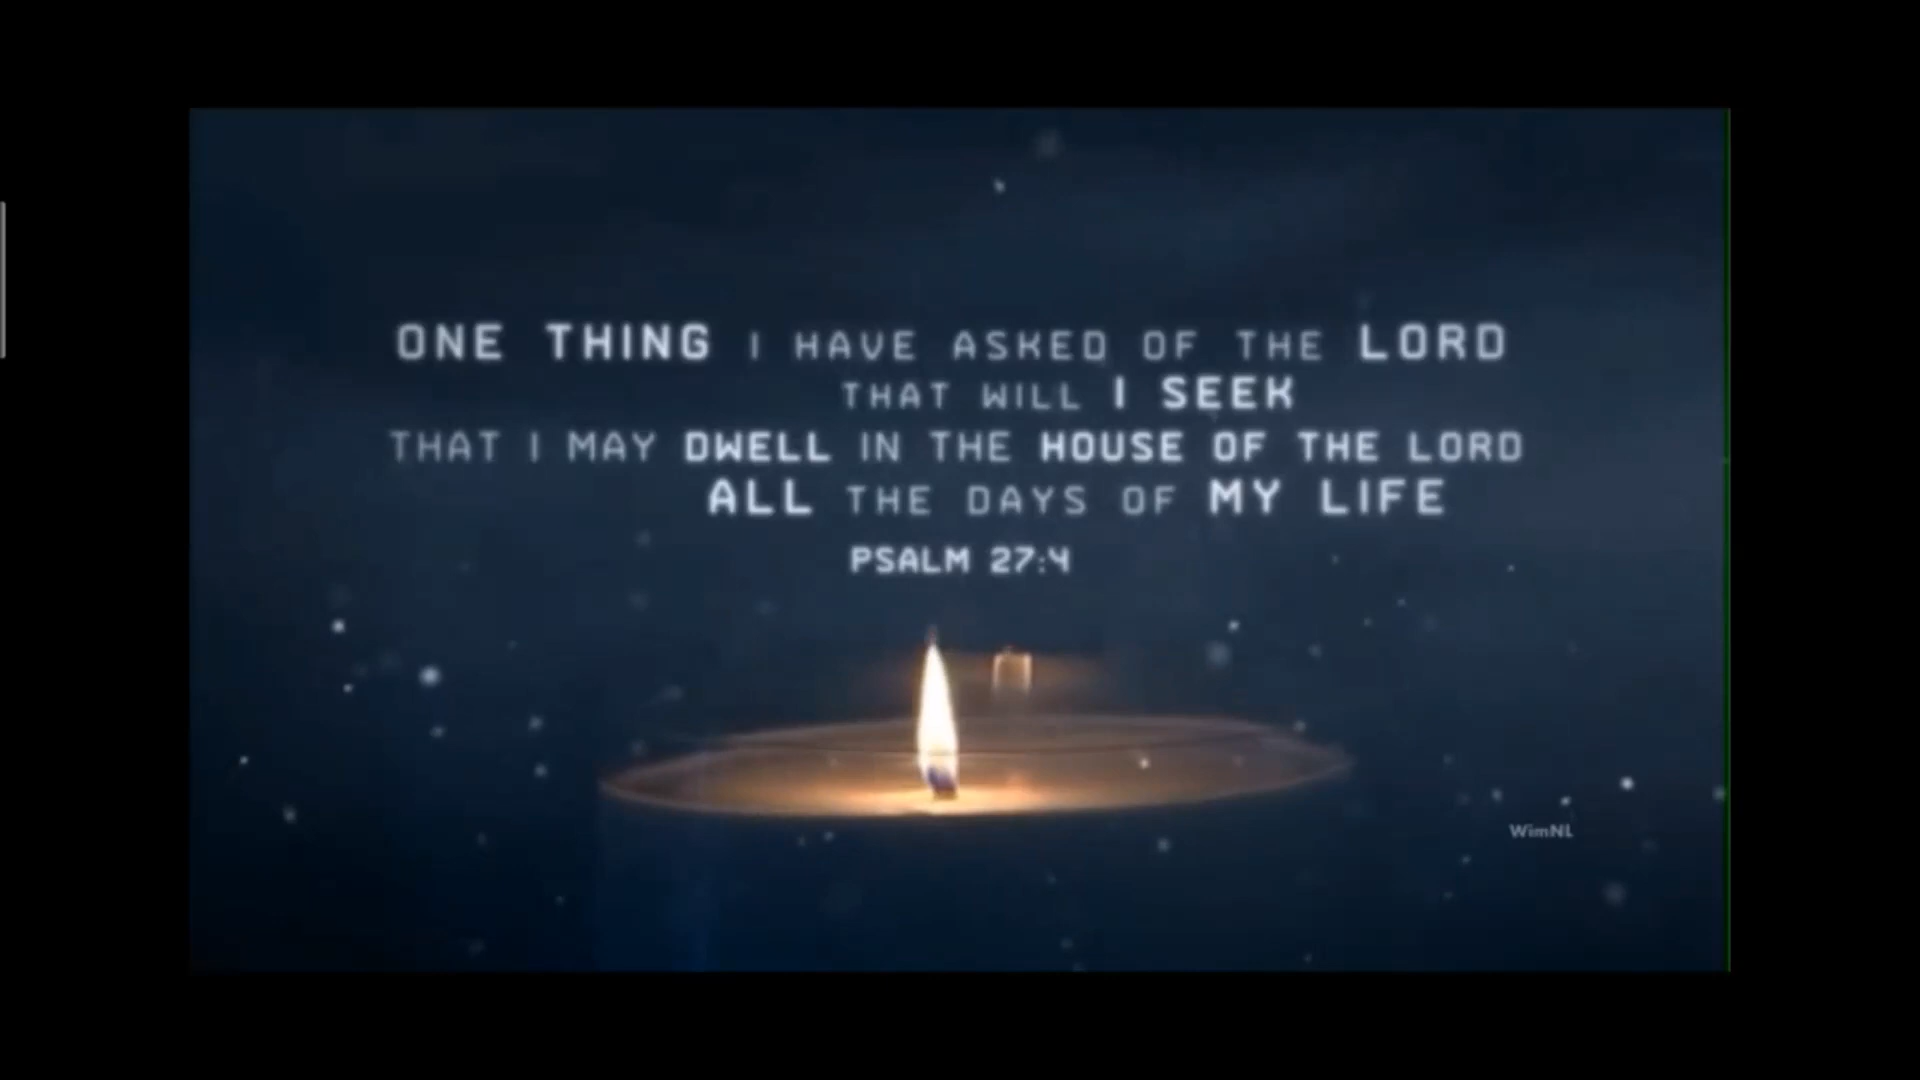 ONE THING I HAVE ASKED OF THE LORD
THAT WILL I SEEK
THAT I MAY DWELL IN THE HOUSE OF THE LORD
ALL THE DAYS OF MY LIFE
PSALM 27:4
WimNL